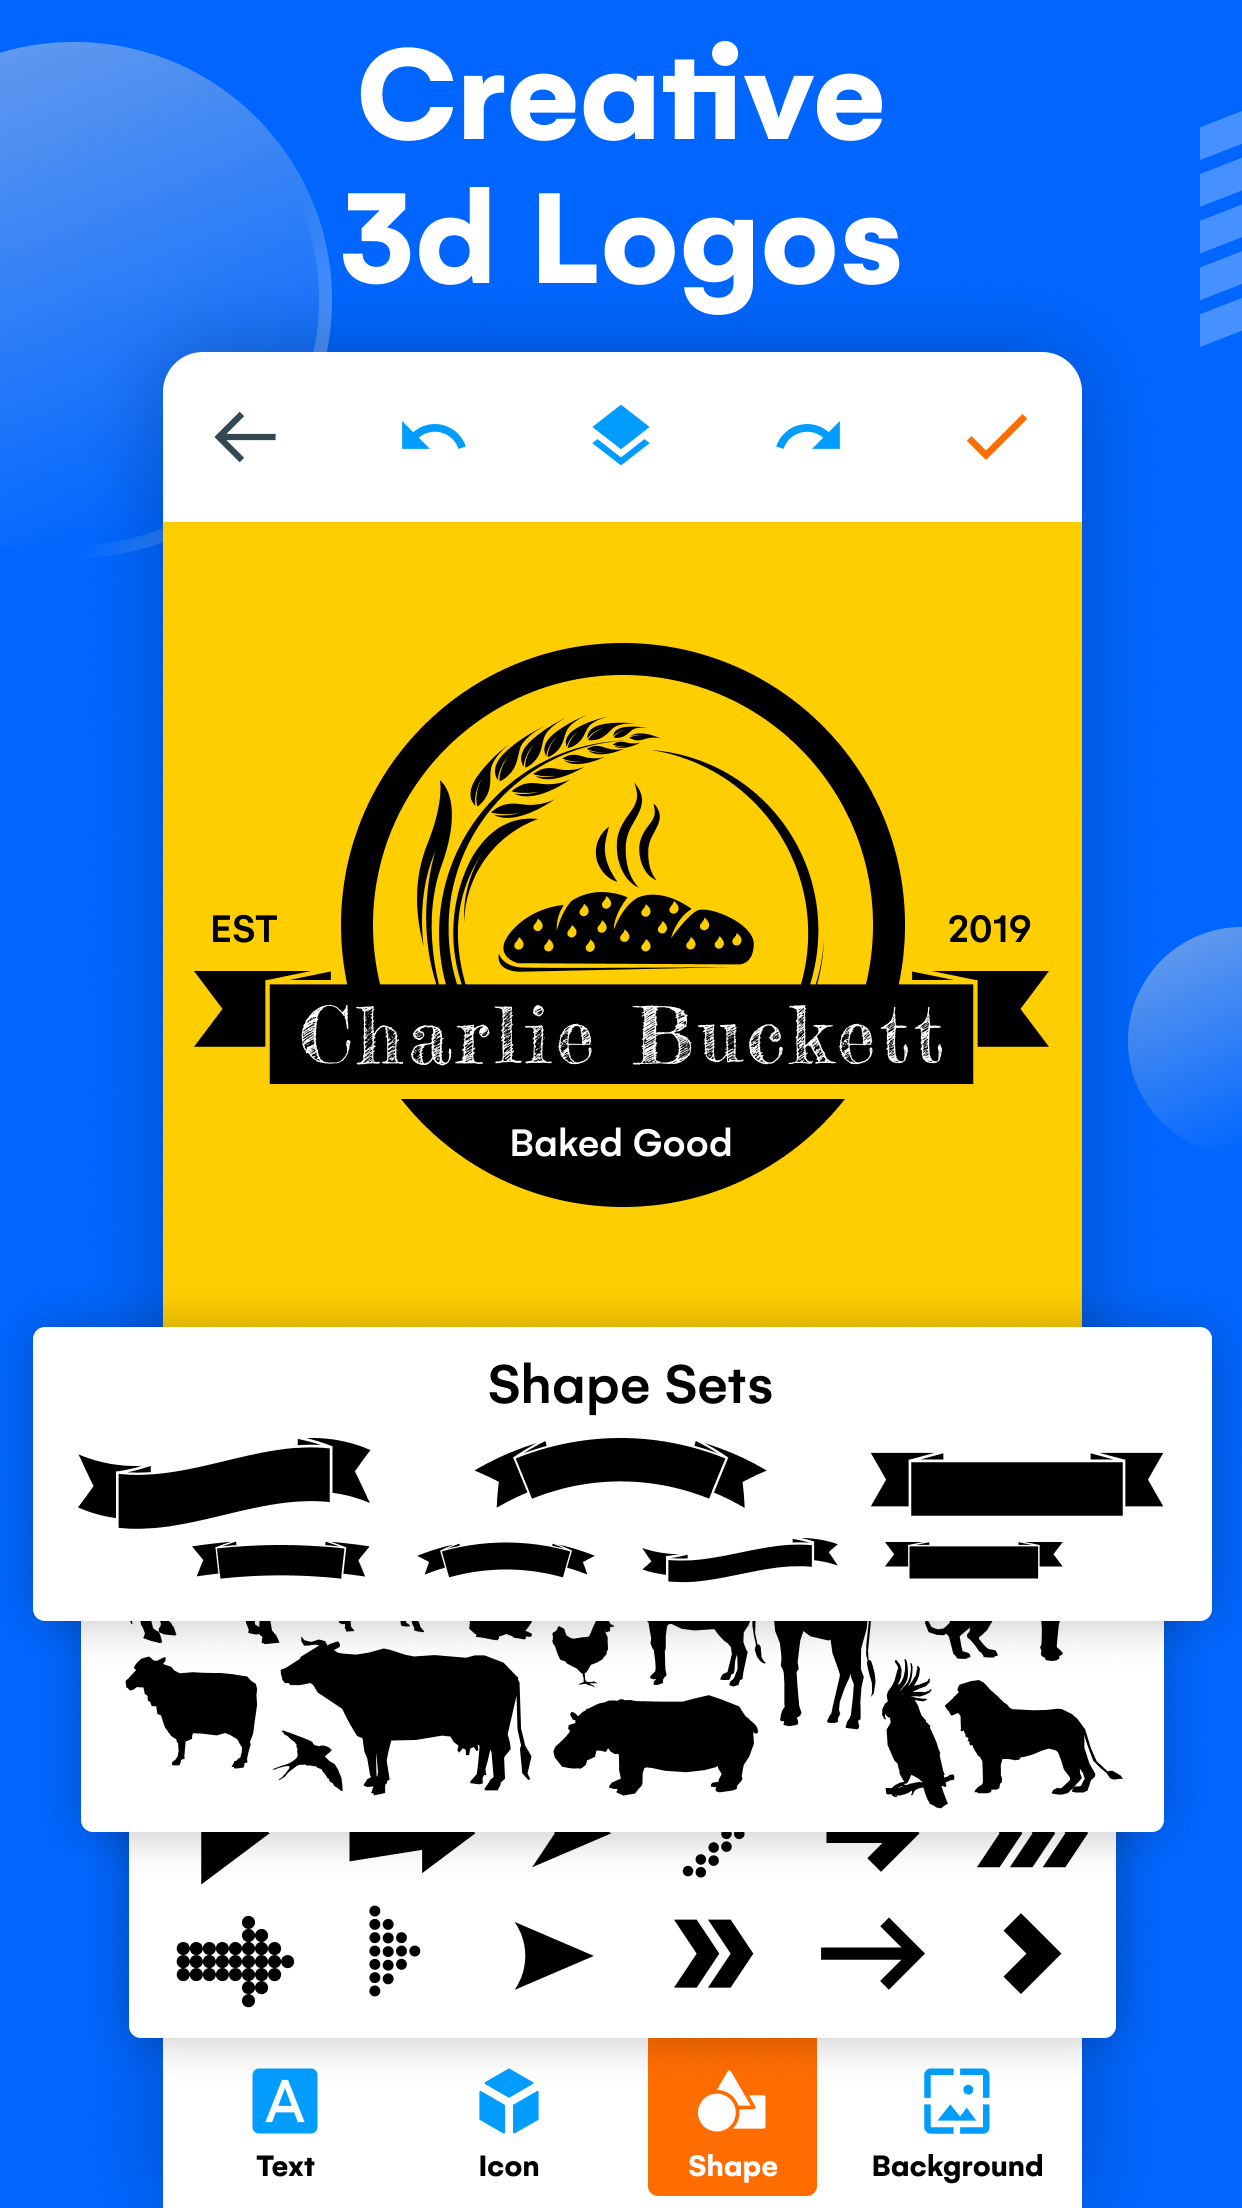 Creative
3d Logos
EST
2019
Charlie Buckett
Baked Good
Shape Sets
A
Text
Icon
Shape
Background